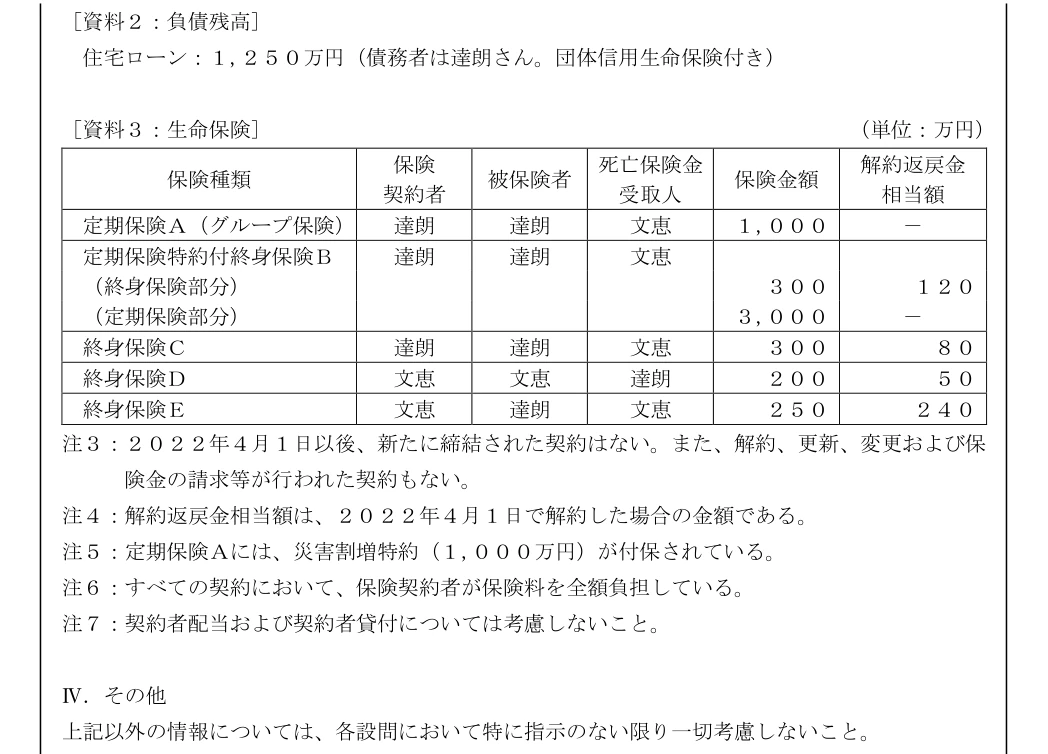 ［資料２：負債残高］
住宅ローン：１，２５０万円（債務者は達朗さん。団体信用生命保険付き）
［資料３：生命保険］ （単位：万円）
保険種類 保険契約者 被保険者 死亡保険金受取人 保険金額 解約返戻金相当額
定期保険Ａ（グループ保険） 達朗 達朗 文恵 １，０００ －
定期保険特約付終身保険Ｂ 達朗 達朗 文恵
（終身保険部分） ３００ １２０
（定期保険部分） ３，０００ －
終身保険Ｃ 達朗 達朗 文恵 ３００ ８０
終身保険Ｄ 文恵 文恵 達朗 ２００ ５０
終身保険Ｅ 文恵 達朗 文恵 ２５０ ２４０
注３：２０２２年４月１日以後、新たに締結された契約はない。また、解約、更新、変更および保
険金の請求等が行われた契約もない。
注４：解約返戻金相当額は、２０２２年４月１日で解約した場合の金額である。
注５：定期保険Ａには、災害割増特約（１，０００万円）が付保されている。
注６：すべての契約において、保険契約者が保険料を全額負担している。
注７：契約者配当および契約者貸付については考慮しないこと。
Ⅳ．その他
上記以外の情報については、各設問において特に指示のない限り一切考慮しないこと。